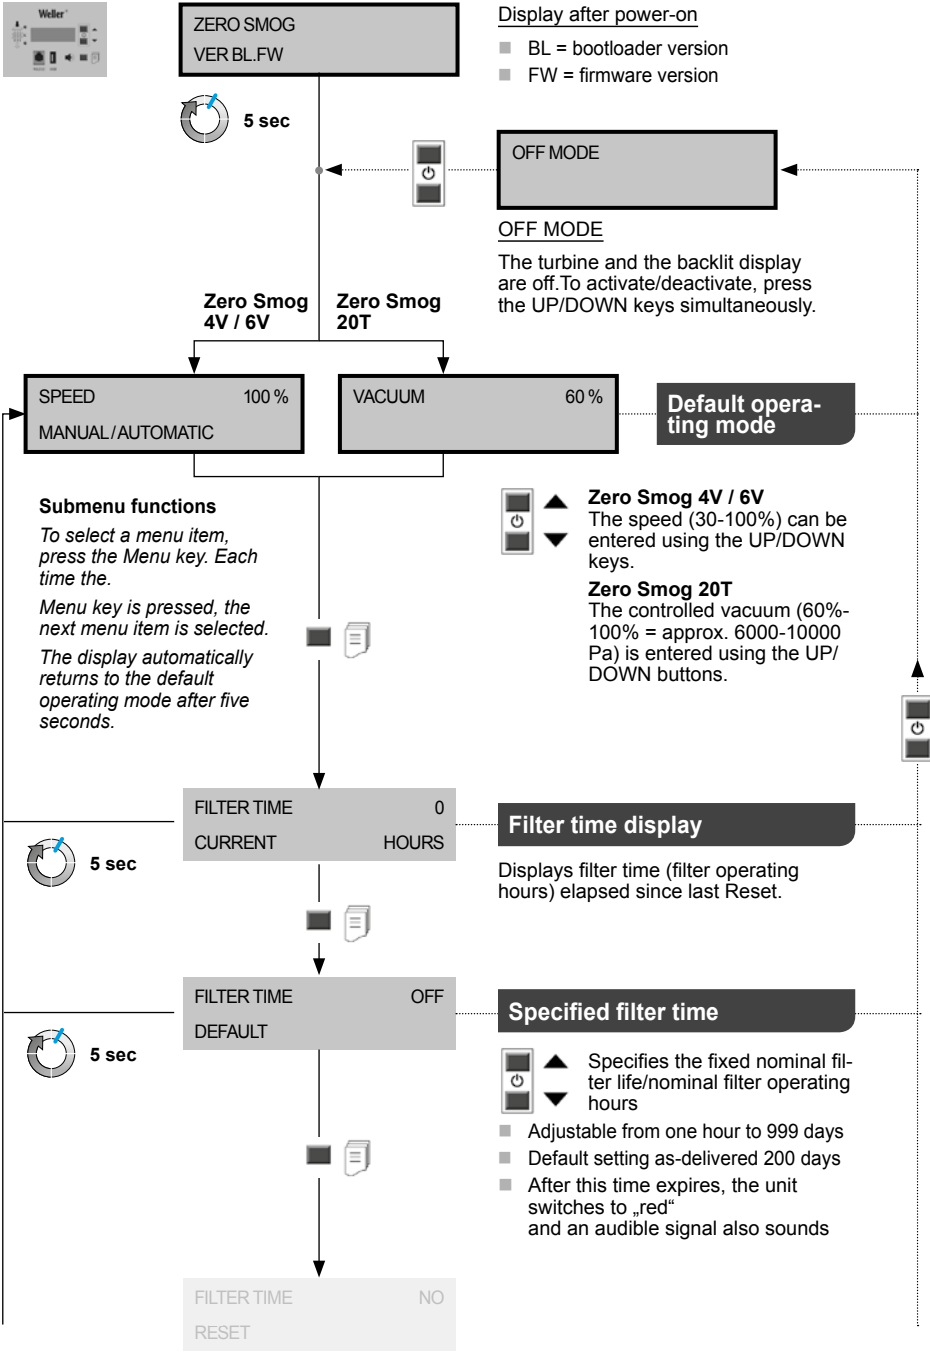 Weller
ZERO SMOG
VER BL.FW
Display after power-on
BL = bootloader version
FW = firmware version
5 sec
OFF MODE
OFF MODE
The turbine and the backlit display
are off.To activate/deactivate, press
the UP/DOWN keys simultaneously.
Zero Smog
4V / 6V
Zero Smog
20T
SPEED 100 %
MANUAL/AUTOMATIC
VACUUM 60 %
Default opera-
ting mode
Submenu functions
To select a menu item,
press the Menu key. Each
time the.
Menu key is pressed, the
next menu item is selected.
The display automatically
returns to the default
operating mode after five
seconds.
Zero Smog 4V / 6V
The speed (30-100%) can be
entered using the UP/DOWN
keys.
Zero Smog 20T
The controlled vacuum (60%-
100% = approx. 6000-10000
Pa) is entered using the UP/
DOWN buttons.
FILTER TIME 0
CURRENT HOURS
5 sec
Filter time display
Displays filter time (filter operating
hours) elapsed since last Reset.
FILTER TIME OFF
DEFAULT
5 sec
Specified filter time
Specifies the fixed nominal fil-
ter life/nominal filter operating
hours
Adjustable from one hour to 999 days
Default setting as-delivered 200 days
After this time expires, the unit
switches to „red“
and an audible signal also sounds
FILTER TIME NO
RESET